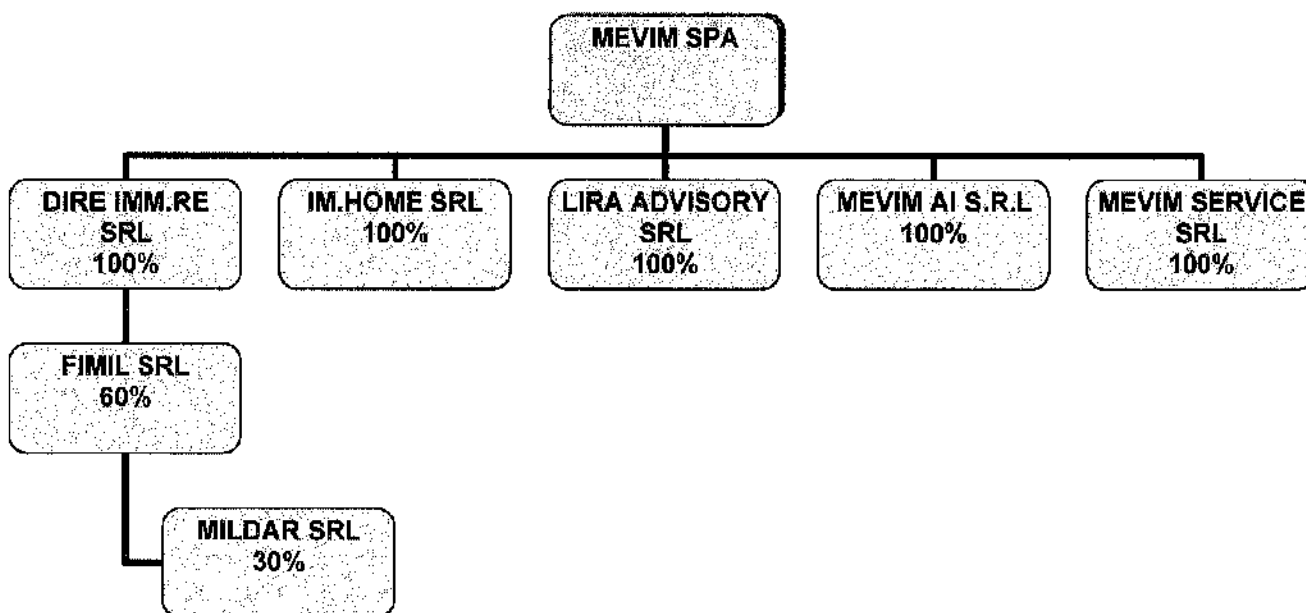 MEVIM SPA
DIRE IMM.RE
SRL
100%
IM.HOME SRL
100%
LIRA ADVISORY
SRL
100%
MEVIM AI S.R.L
100%
MEVIM SERVICE
SRL
100%
FIMIL SRL
60%
MILDAR SRL
30%